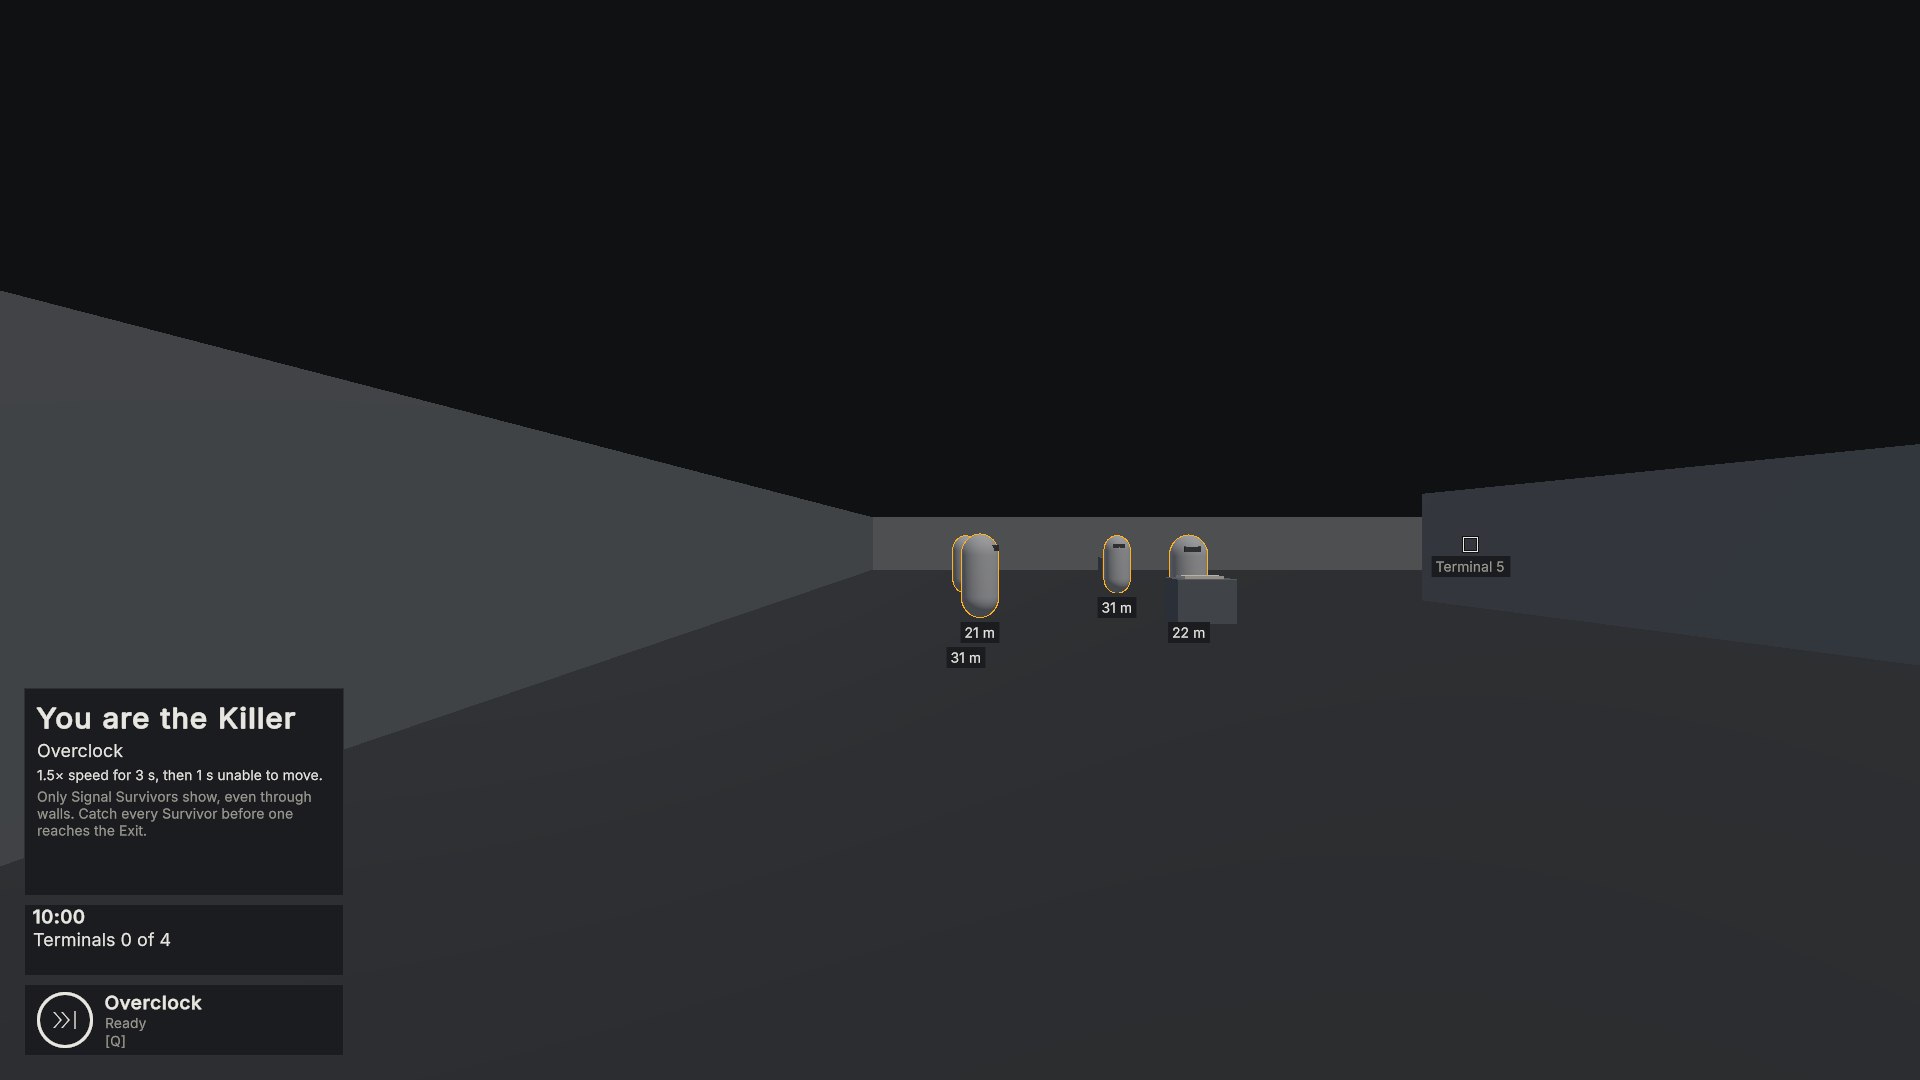 Terminal 5
31 m
21 m
22 m
31 m
You are the Killer
Overclock
1.5× speed for 3 s, then 1 s unable to move.
Only Signal Survivors show, even through
walls. Catch every Survivor before one
reaches the Exit.
10:00
Terminals 0 of 4
Overclock
Ready
[Q]